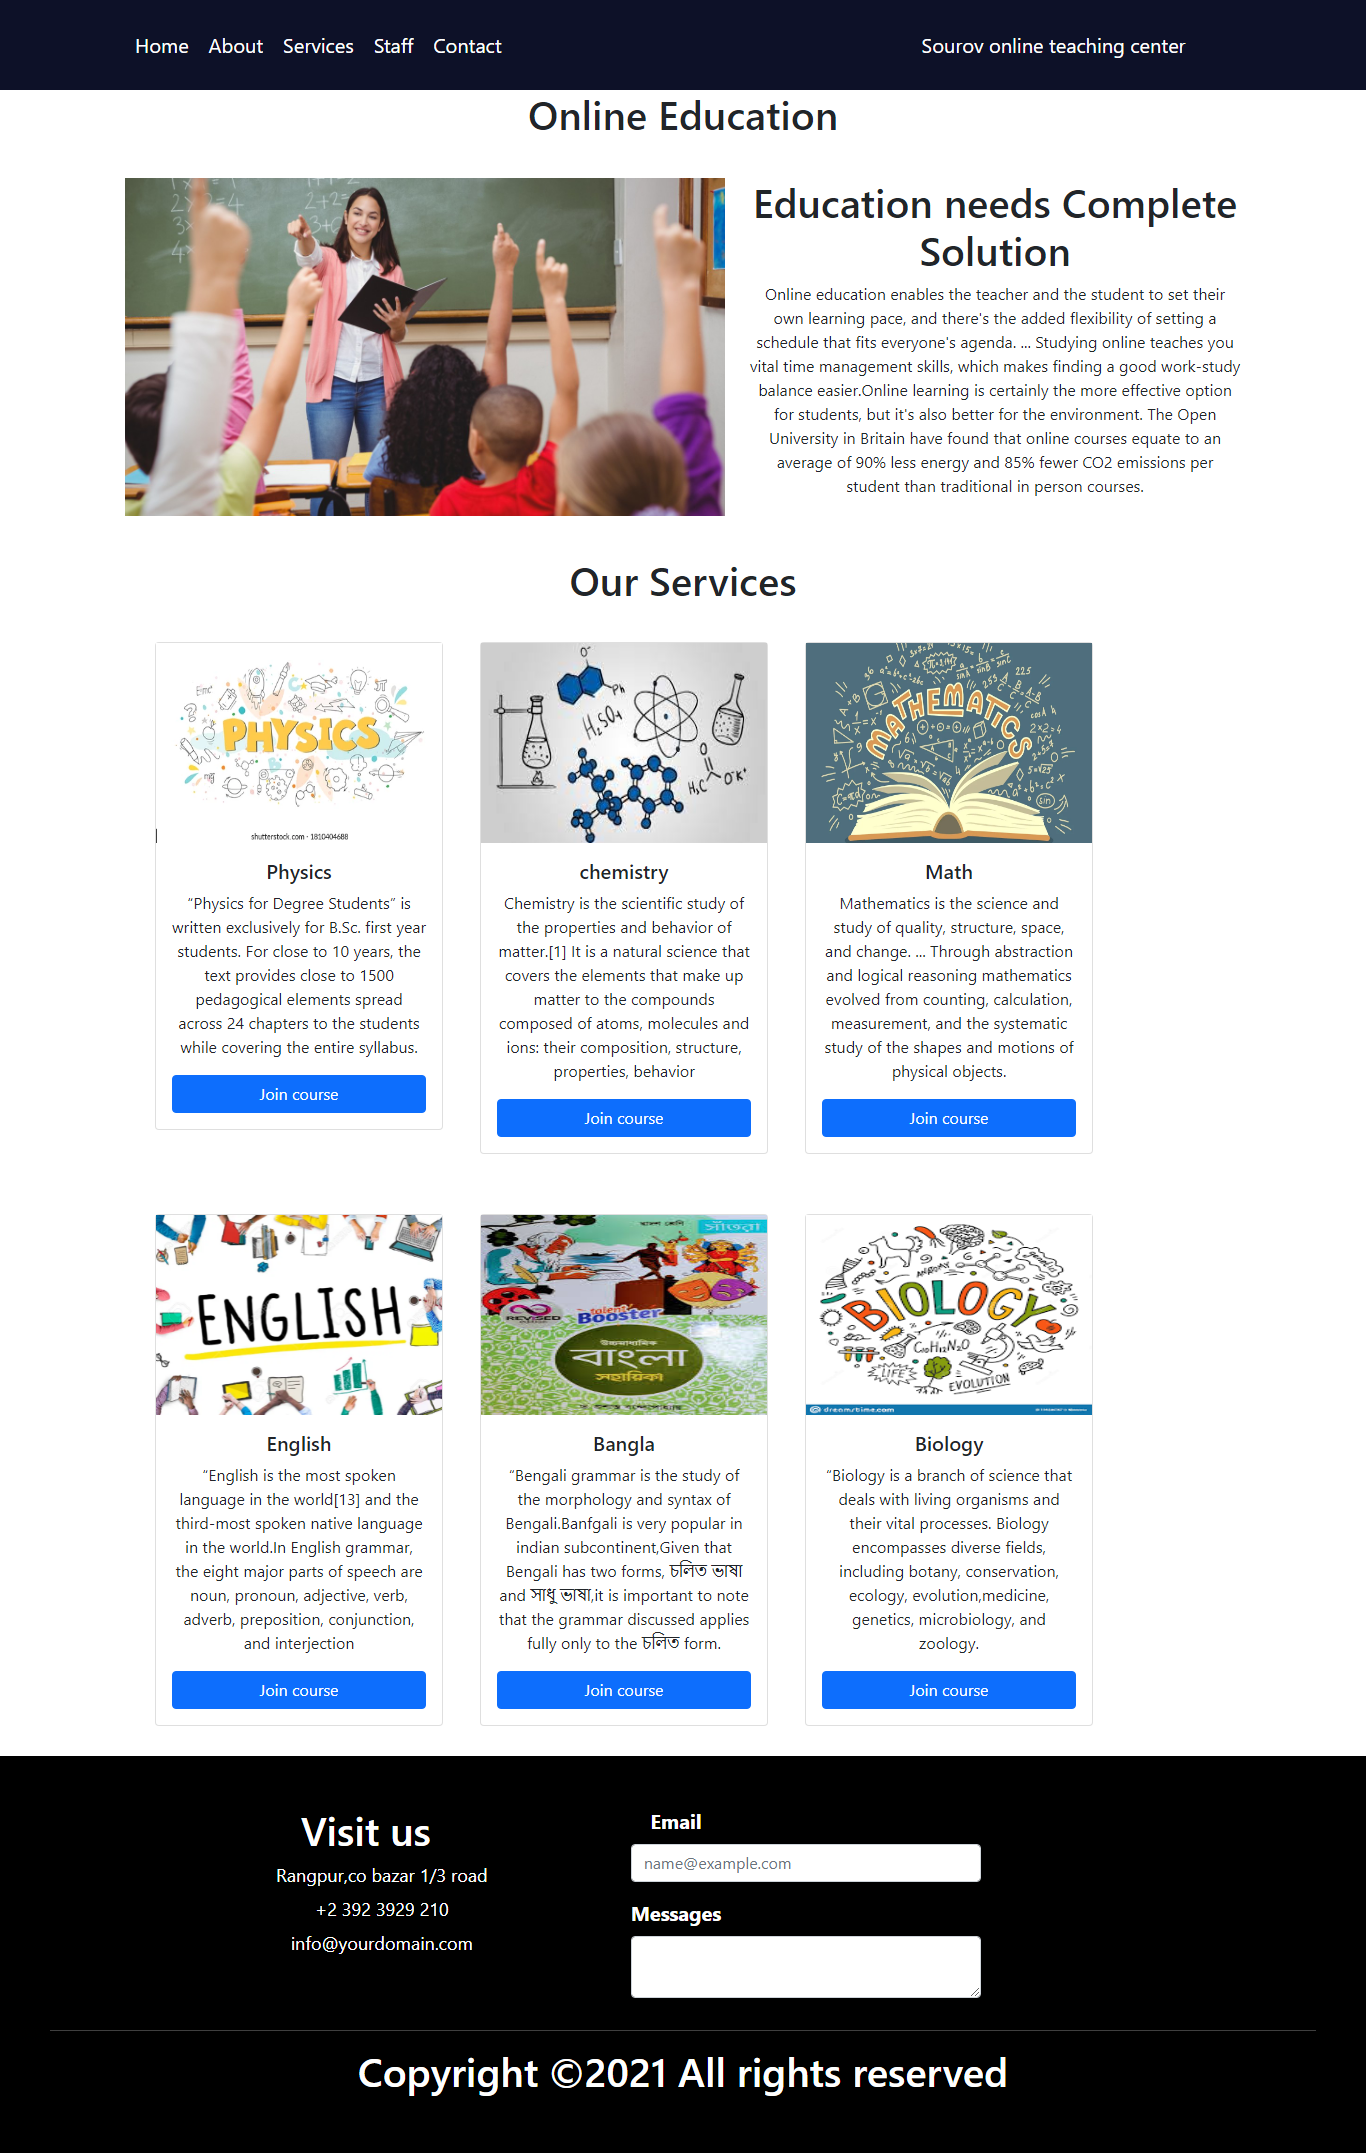 Home About Services Staff Contact
Sourov online teaching center
Online Education
Education needs Complete
Solution
Online education enables the teacher and the student to set their
own learning pace, and there's the added flexibility of setting a
schedule that fits everyone's agenda. ... Studying online teaches you
vital time management skills, which makes finding a good work-study
balance easier.Online learning is certainly the more effective option
for students, but it's also better for the environment. The Open
University in Britain have found that online courses equate to an
average of 90% less energy and 85% fewer CO2 emissions per
student than traditional in person courses.
Our Services
PHYSICS
shutterstock.com · 1810404688
Physics
“Physics for Degree Students” is
written exclusively for B.Sc. first year
students. For close to 10 years, the
text provides close to 1500
pedagogical elements spread
across 24 chapters to the students
while covering the entire syllabus.
Join course
Ph
H₂SO₄
chemistry
Chemistry is the scientific study of
the properties and behavior of
matter.[1] It is a natural science that
covers the elements that make up
matter to the compounds
composed of atoms, molecules and
ions: their composition, structure,
properties, behavior
Join course
MATHEMATICS
Math
Mathematics is the science and
study of quality, structure, space,
and change. ... Through abstraction
and logical reasoning mathematics
evolved from counting, calculation,
measurement, and the systematic
study of the shapes and motions of
physical objects.
Join course
ENGLISH
English
“English is the most spoken
language in the world[13] and the
third-most spoken native language
in the world.In English grammar,
the eight major parts of speech are
noun, pronoun, adjective, verb,
adverb, preposition, conjunction,
and interjection
Join course
সাঁতরা
REVISED
talent
Booster
উচ্চমাধ্যমিক
বাংলা
সহায়িকা
Bangla
“Bengali grammar is the study of
the morphology and syntax of
Bengali.Banfgali is very popular in
indian subcontinent,Given that
Bengali has two forms, চলিত ভাষা
and সাধু ভাষা,it is important to note
that the grammar discussed applies
fully only to the চলিত form.
Join course
ANATOMY
BIOLOGY
C₁₀H₁₂N₂O
LIFE
EVOLUTION
dreamstime.com
Biology
“Biology is a branch of science that
deals with living organisms and
their vital processes. Biology
encompasses diverse fields,
including botany, conservation,
ecology, evolution,medicine,
genetics, microbiology, and
zoology.
Join course
Visit us
Rangpur,co bazar 1/3 road
+2 392 3929 210
info@yourdomain.com
Email
name@example.com
Messages
Copyright ©2021 All rights reserved